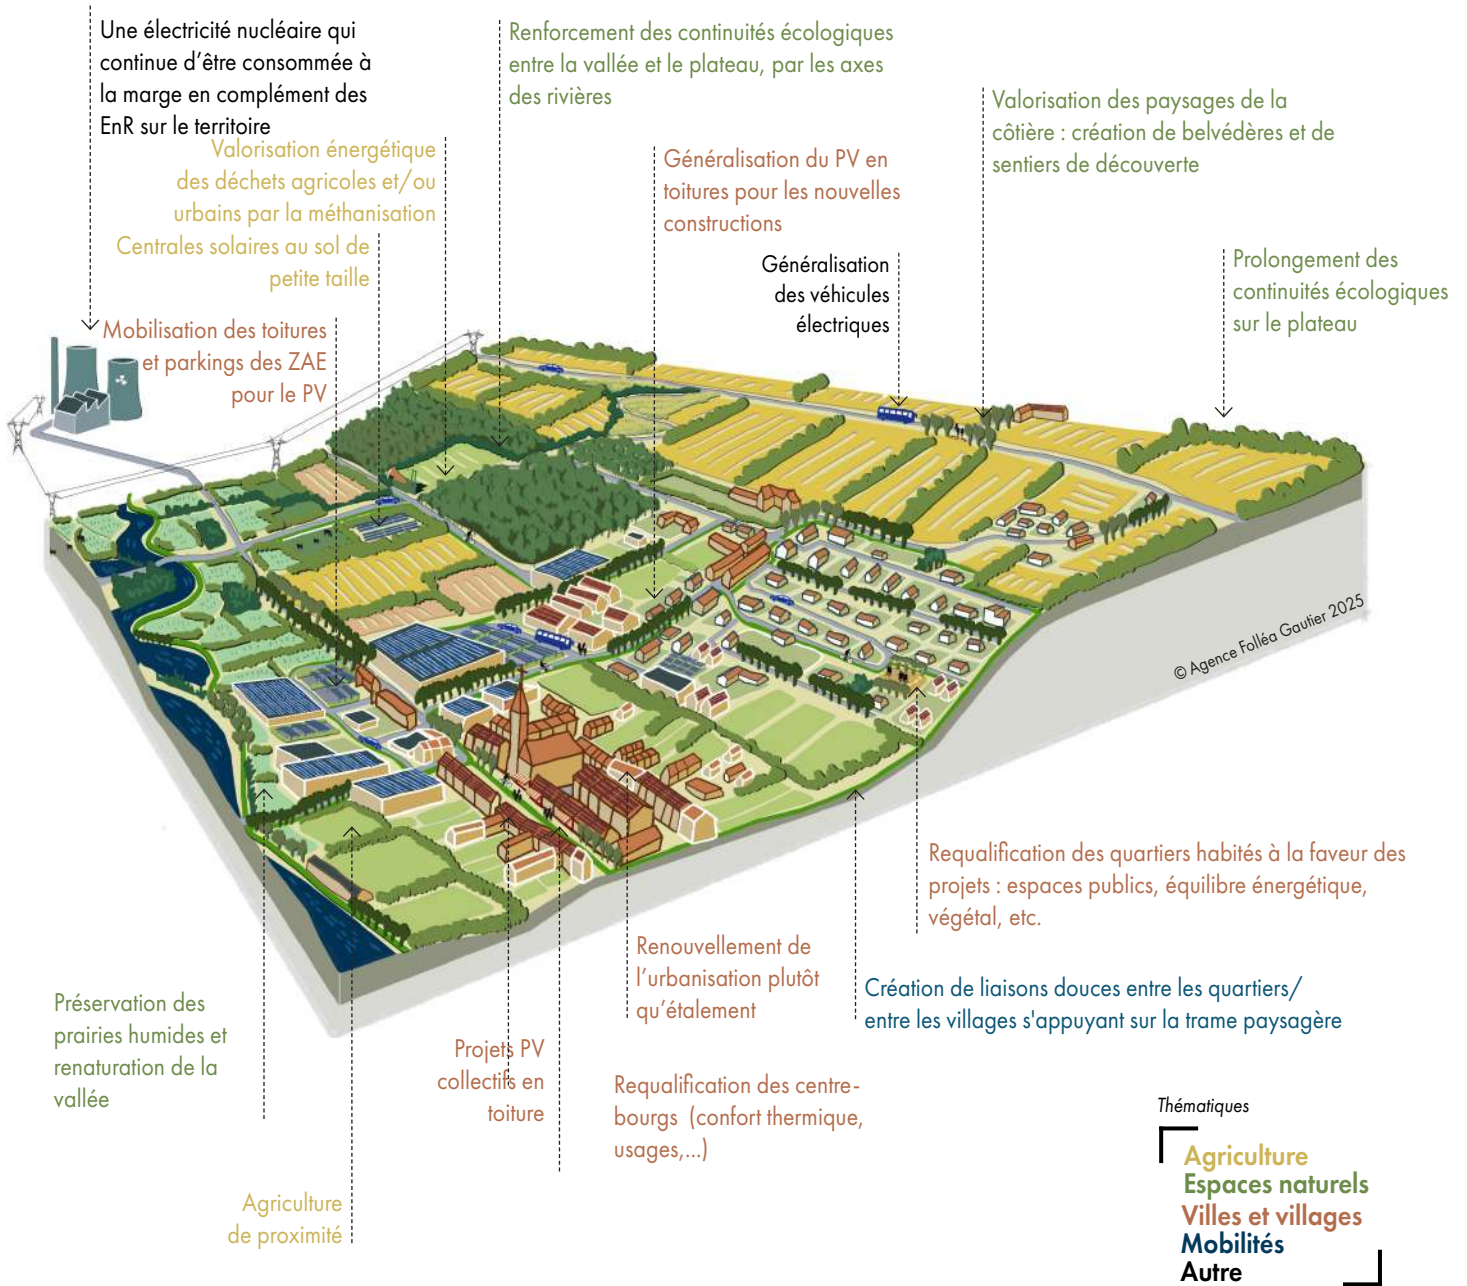 Une électricité nucléaire qui
continue d'être consommée à
la marge en complément des
EnR sur le territoire
Renforcement des continuités écologiques
entre la vallée et le plateau, par les axes
des rivières
Valorisation des paysages de la
côtière : création de belvédères et de
sentiers de découverte
Valorisation énergétique
des déchets agricoles et/ou
urbains par la méthanisation
Généralisation du PV en
toitures pour les nouvelles
constructions
Centrales solaires au sol de
petite taille
Généralisation
des véhicules
électriques
Prolongement des
continuités écologiques
sur le plateau
Mobilisation des toitures
et parkings des ZAE
pour le PV
© Agence Folléa Gautier 2025
Requalification des quartiers habités à la faveur des
projets : espaces publics, équilibre énergétique,
végétal, etc.
Renouvellement de
l'urbanisation plutôt
qu'étalement
Création de liaisons douces entre les quartiers/
entre les villages s'appuyant sur la trame paysagère
Préservation des
prairies humides et
renaturation de la
vallée
Projets PV
collectifs en
toiture
Requalification des centre-
bourgs (confort thermique,
usages,...)
Agriculture
de proximité
Thématiques
Agriculture
Espaces naturels
Villes et villages
Mobilités
Autre